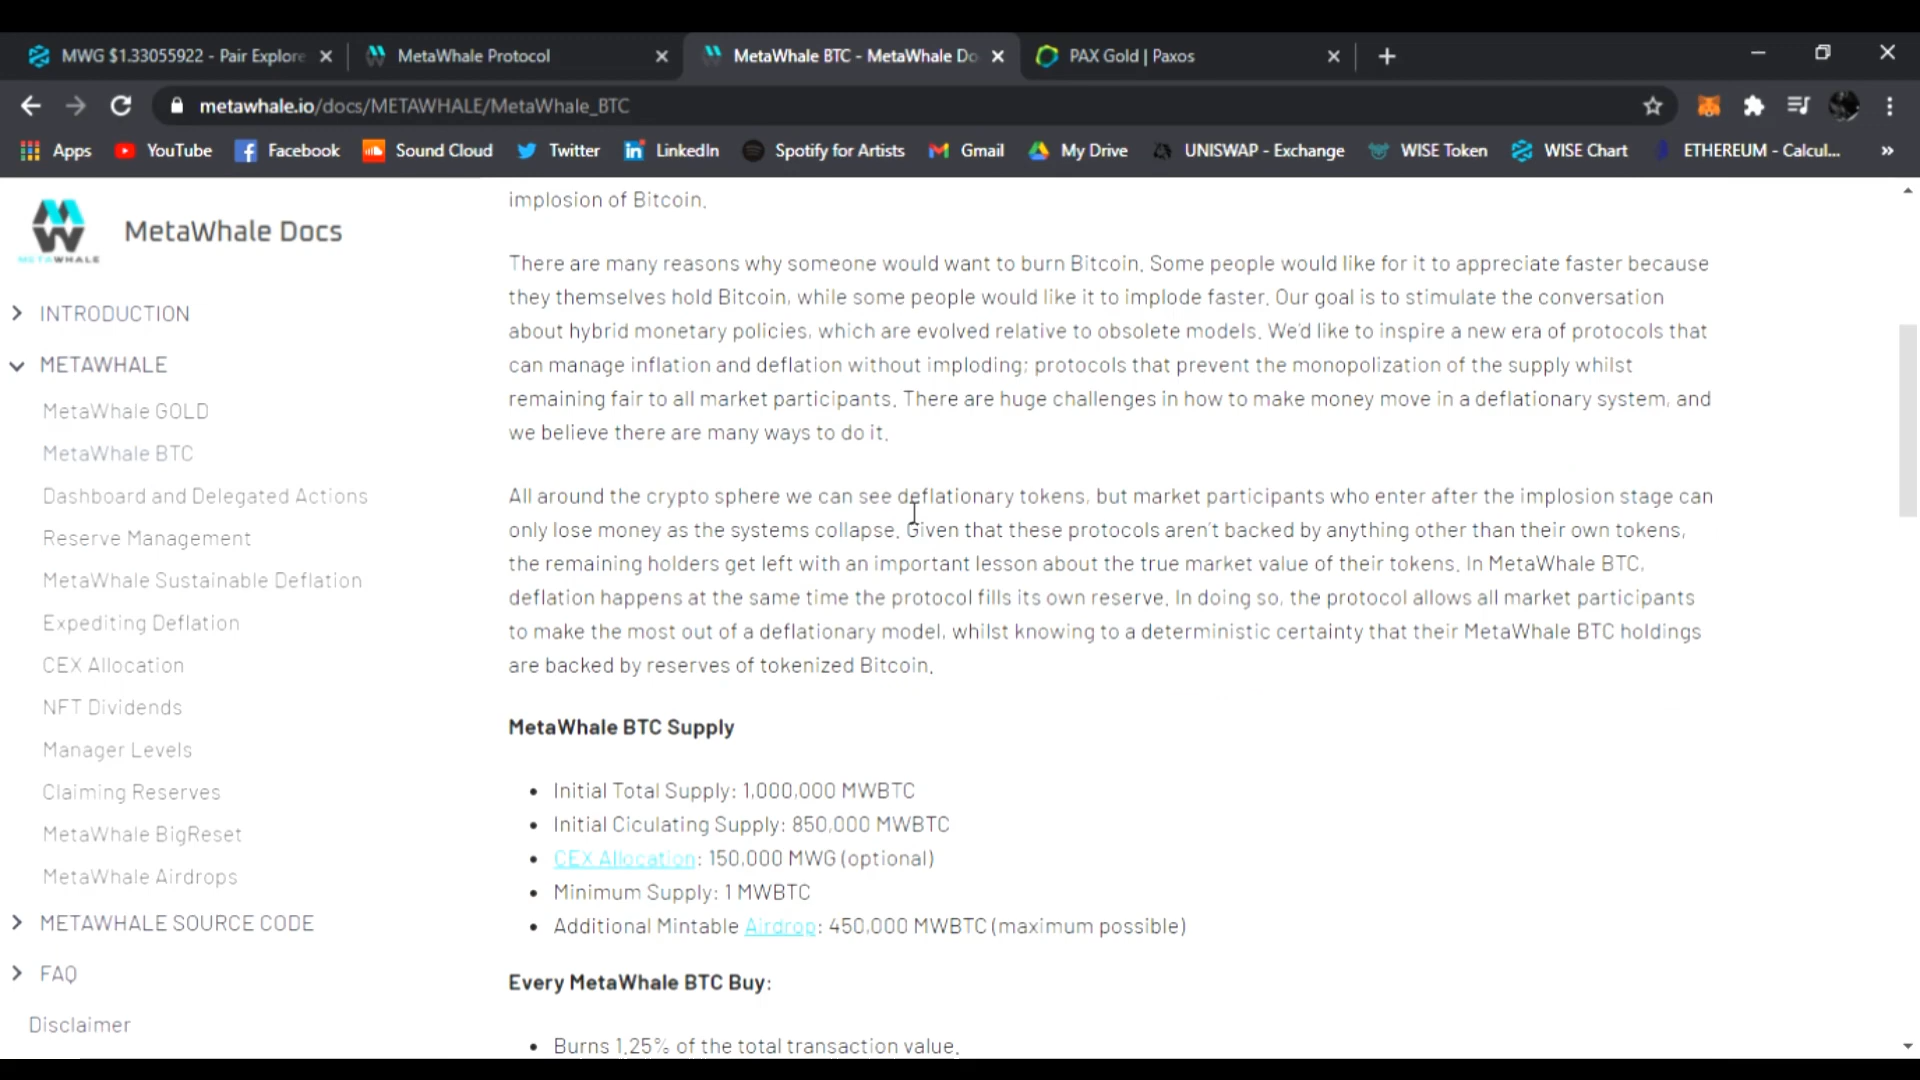 MWG $1.33055922 - Pair Explore
MetaWhale Protocol
MetaWhale BTC - MetaWhale Do
PAX Gold | Paxos
metawhale.io/docs/METAWHALE/MetaWhale_BTC
Apps
YouTube
Facebook
Sound Cloud
Twitter
LinkedIn
Spotify for Artists
Gmail
My Drive
UNISWAP - Exchange
WISE Token
WISE Chart
ETHEREUM - Calcul...
»
METAWHALE
MetaWhale Docs
INTRODUCTION
METAWHALE
MetaWhale GOLD
MetaWhale BTC
Dashboard and Delegated Actions
Reserve Management
MetaWhale Sustainable Deflation
Expediting Deflation
CEX Allocation
NFT Dividends
Manager Levels
Claiming Reserves
MetaWhale BigReset
MetaWhale Airdrops
METAWHALE SOURCE CODE
FAQ
Disclaimer
implosion of Bitcoin.
There are many reasons why someone would want to burn Bitcoin. Some people would like for it to appreciate faster because
they themselves hold Bitcoin, while some people would like it to implode faster. Our goal is to stimulate the conversation
about hybrid monetary policies, which are evolved relative to obsolete models. We'd like to inspire a new era of protocols that
can manage inflation and deflation without imploding; protocols that prevent the monopolization of the supply whilst
remaining fair to all market participants. There are huge challenges in how to make money move in a deflationary system, and
we believe there are many ways to do it.
All around the crypto sphere we can see deflationary tokens, but market participants who enter after the implosion stage can
only lose money as the systems collapse. Given that these protocols aren't backed by anything other than their own tokens,
the remaining holders get left with an important lesson about the true market value of their tokens. In MetaWhale BTC,
deflation happens at the same time the protocol fills its own reserve. In doing so, the protocol allows all market participants
to make the most out of a deflationary model, whilst knowing to a deterministic certainty that their MetaWhale BTC holdings
are backed by reserves of tokenized Bitcoin.
MetaWhale BTC Supply
• Initial Total Supply: 1,000,000 MWBTC
• Initial Ciculating Supply: 850,000 MWBTC
• CEX Allocation: 150,000 MWG (optional)
• Minimum Supply: 1 MWBTC
• Additional Mintable Airdrop: 450,000 MWBTC (maximum possible)
Every MetaWhale BTC Buy:
• Burns 1.25% of the total transaction value.